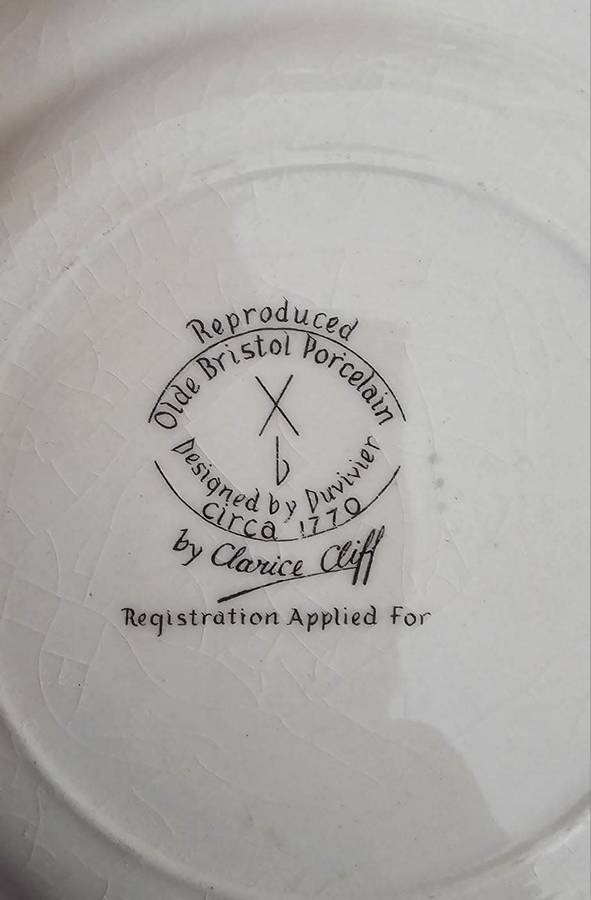 Reproduced
Olde Bristol Porcelain
X
b
Designed by Duvivier
circa 1770
by Clarice Cliff
Registration Applied For